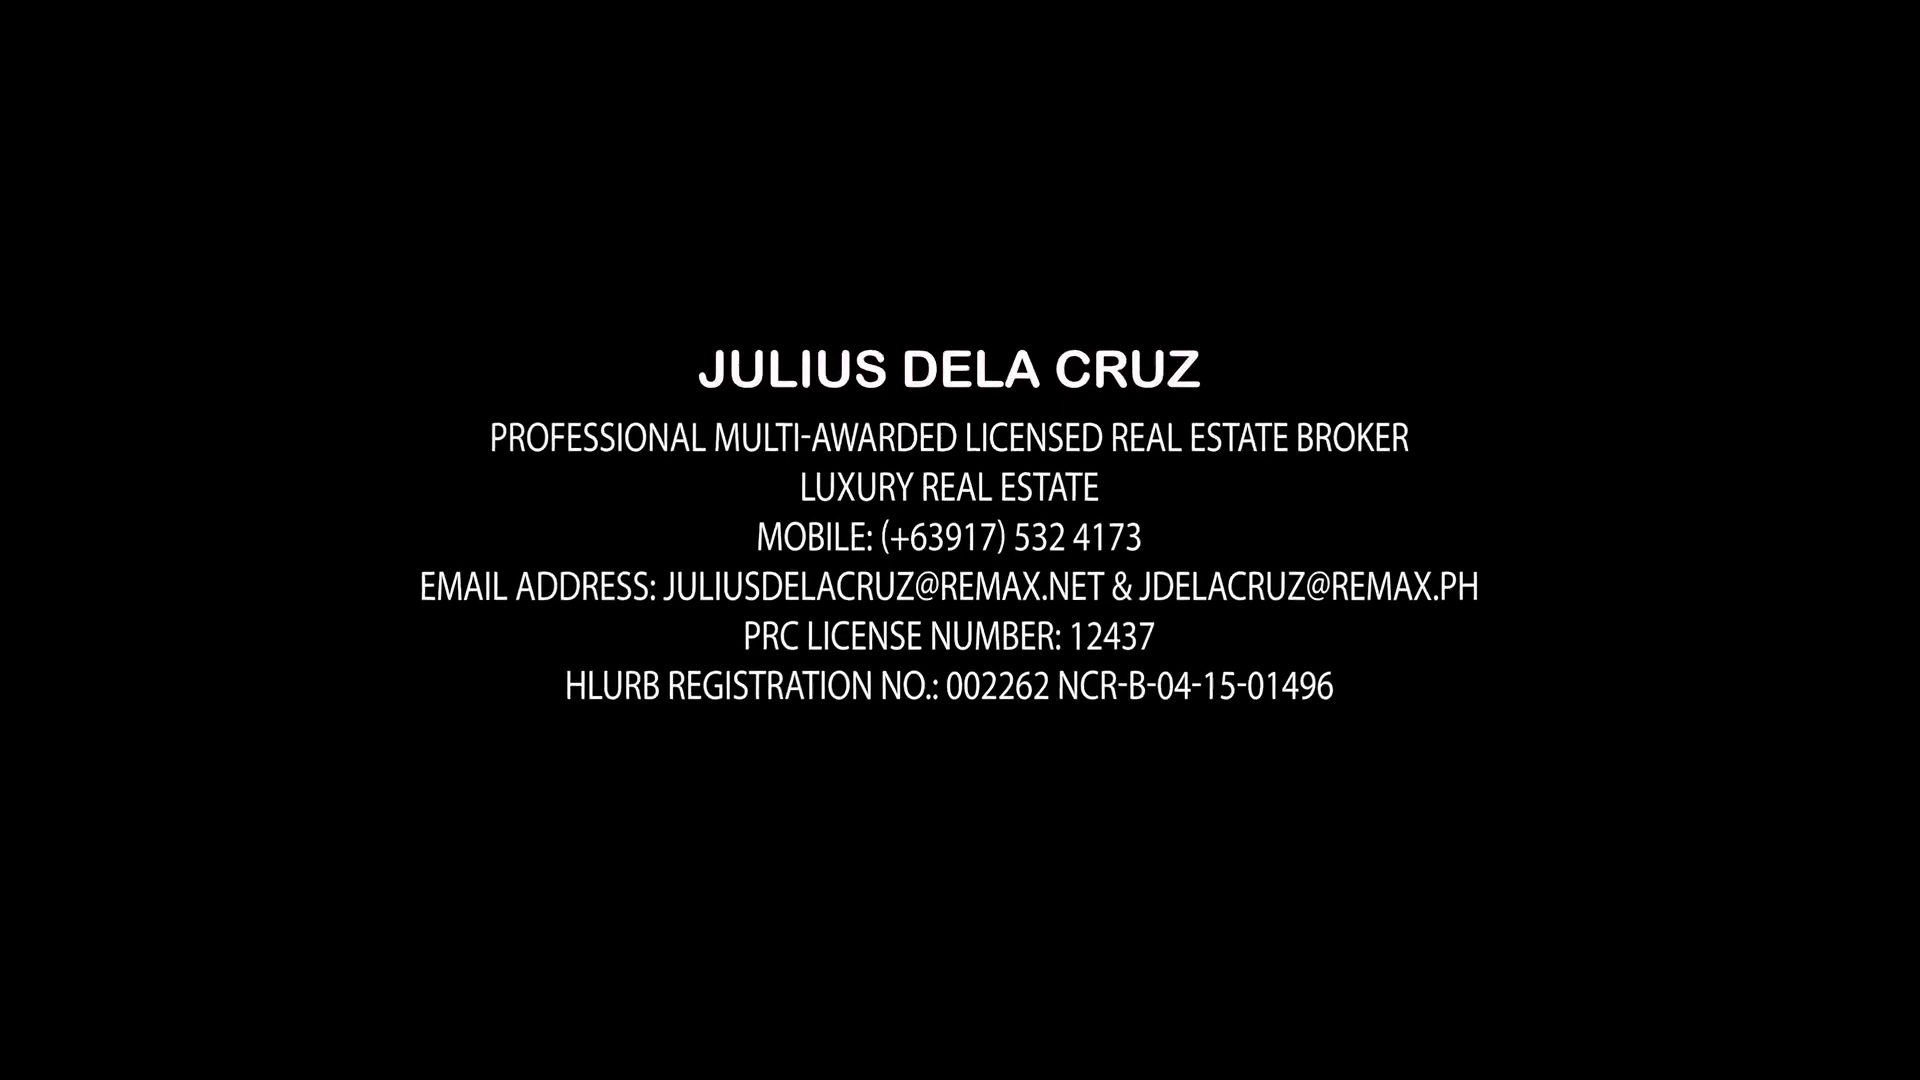 JULIUS DELA CRUZ
PROFESSIONAL MULTI-AWARDED LICENSED REAL ESTATE BROKER
LUXURY REAL ESTATE
MOBILE: (+63917) 532 4173
EMAIL ADDRESS: JULIUSDELACRUZ@REMAX.NET & JDELACRUZ@REMAX.PH
PRC LICENSE NUMBER: 12437
HLURB REGISTRATION NO.: 002262 NCR-B-04-15-01496